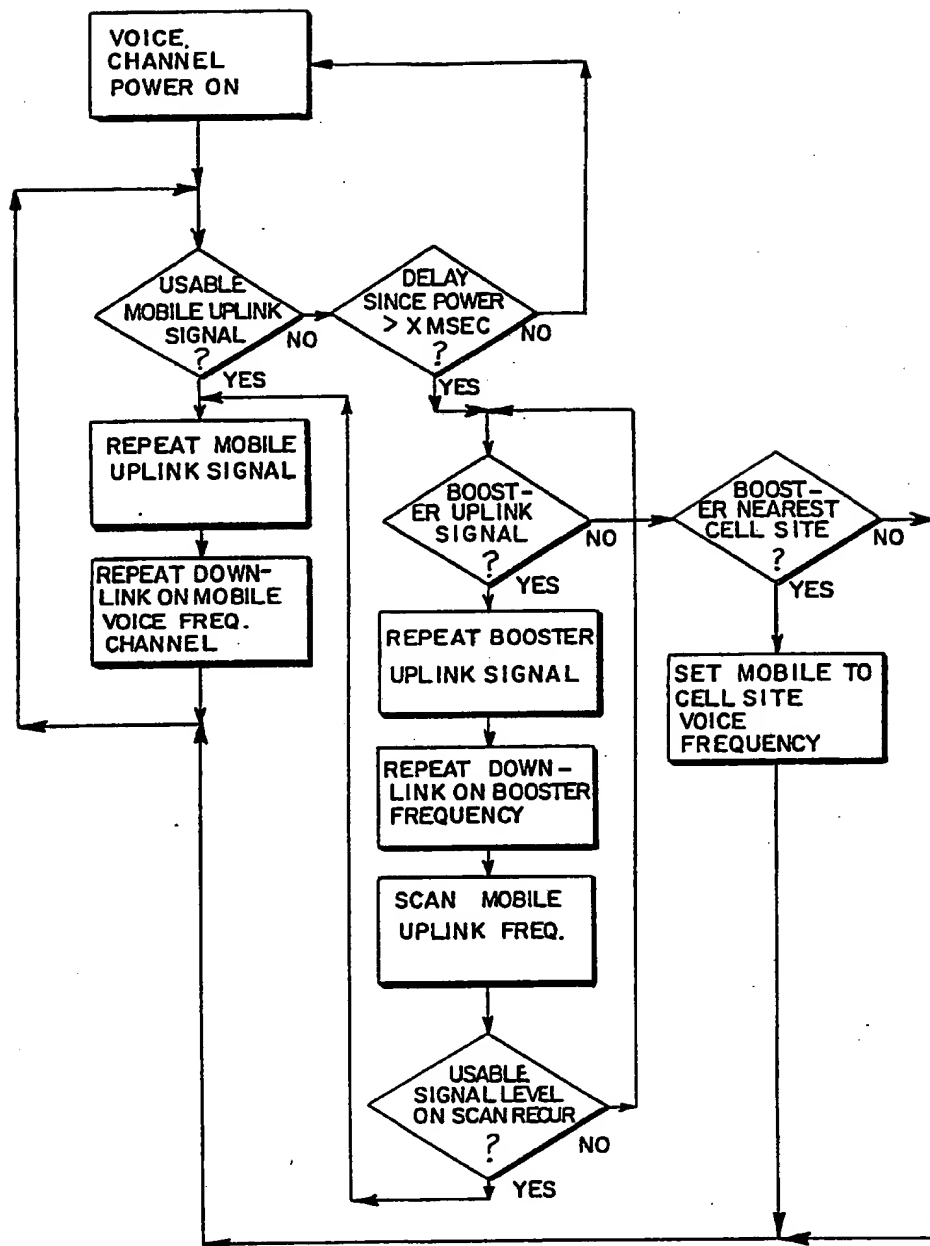 VOICE.
CHANNEL
POWER ON
USABLE
MOBILE UPLINK
SIGNAL
?
NO
YES
DELAY
SINCE POWER
> X MSEC
?
NO
YES
REPEAT MOBILE
UPLINK SIGNAL
REPEAT DOWN-
LINK ON MOBILE
VOICE FREQ.
CHANNEL
BOOST-
ER UPLINK
SIGNAL
?
NO
YES
BOOST-
ER NEAREST
CELL SITE
?
NO
YES
REPEAT BOOSTER
UPLINK SIGNAL
SET MOBILE TO
CELL SITE
VOICE
FREQUENCY
REPEAT DOWN-
LINK ON BOOSTER
FREQUENCY
SCAN MOBILE
UPLINK FREQ.
USABLE
SIGNAL LEVEL
ON SCAN RECUR
?
NO
YES